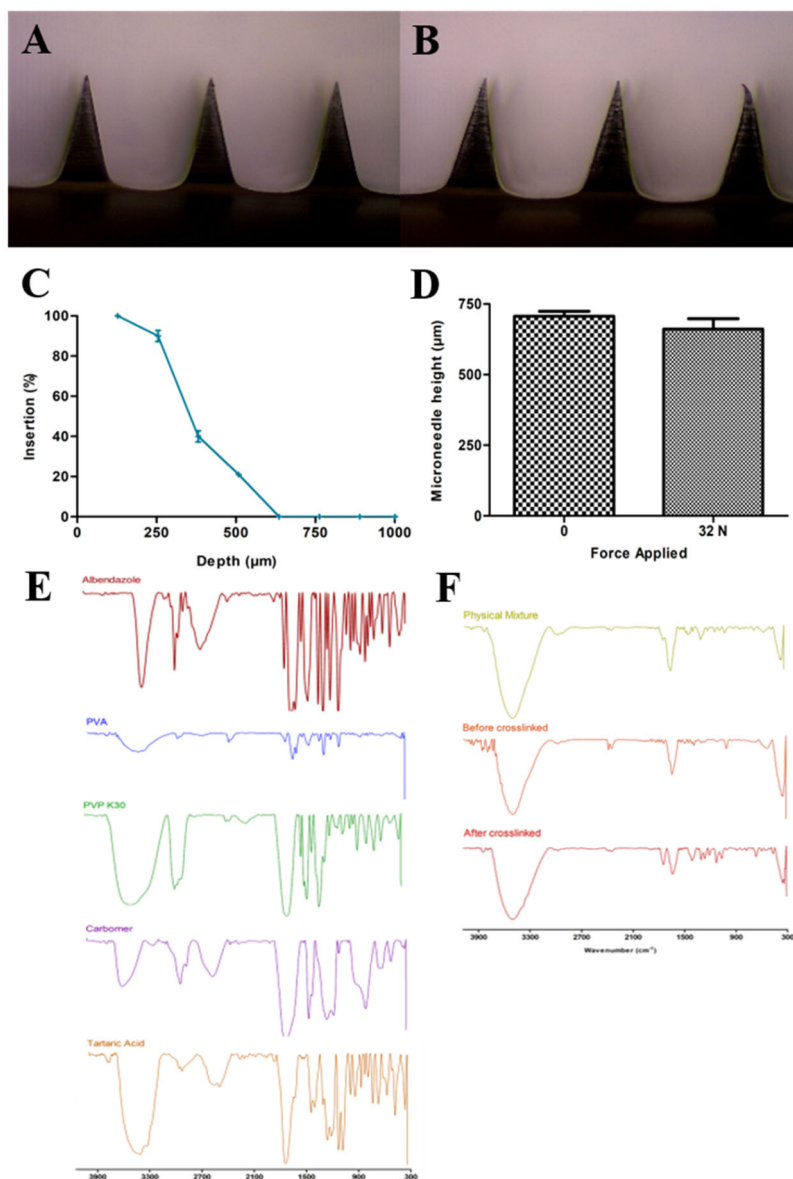 A
B
C
Insertion (%)
100
80
60
40
20
0
0
250
500
750
1000
Depth (µm)
D
Microneedle height (µm)
750
500
250
0
0
32 N
Force Applied
E
Albendazole
PVA
PVP K30
Carbomer
Tartaric Acid
3900
3300
2700
2100
1500
900
300
F
Physical Mixture
Before crosslinked
After crosslinked
3900
3300
2700
2100
1500
900
300
Wavenumber (cm⁻¹)